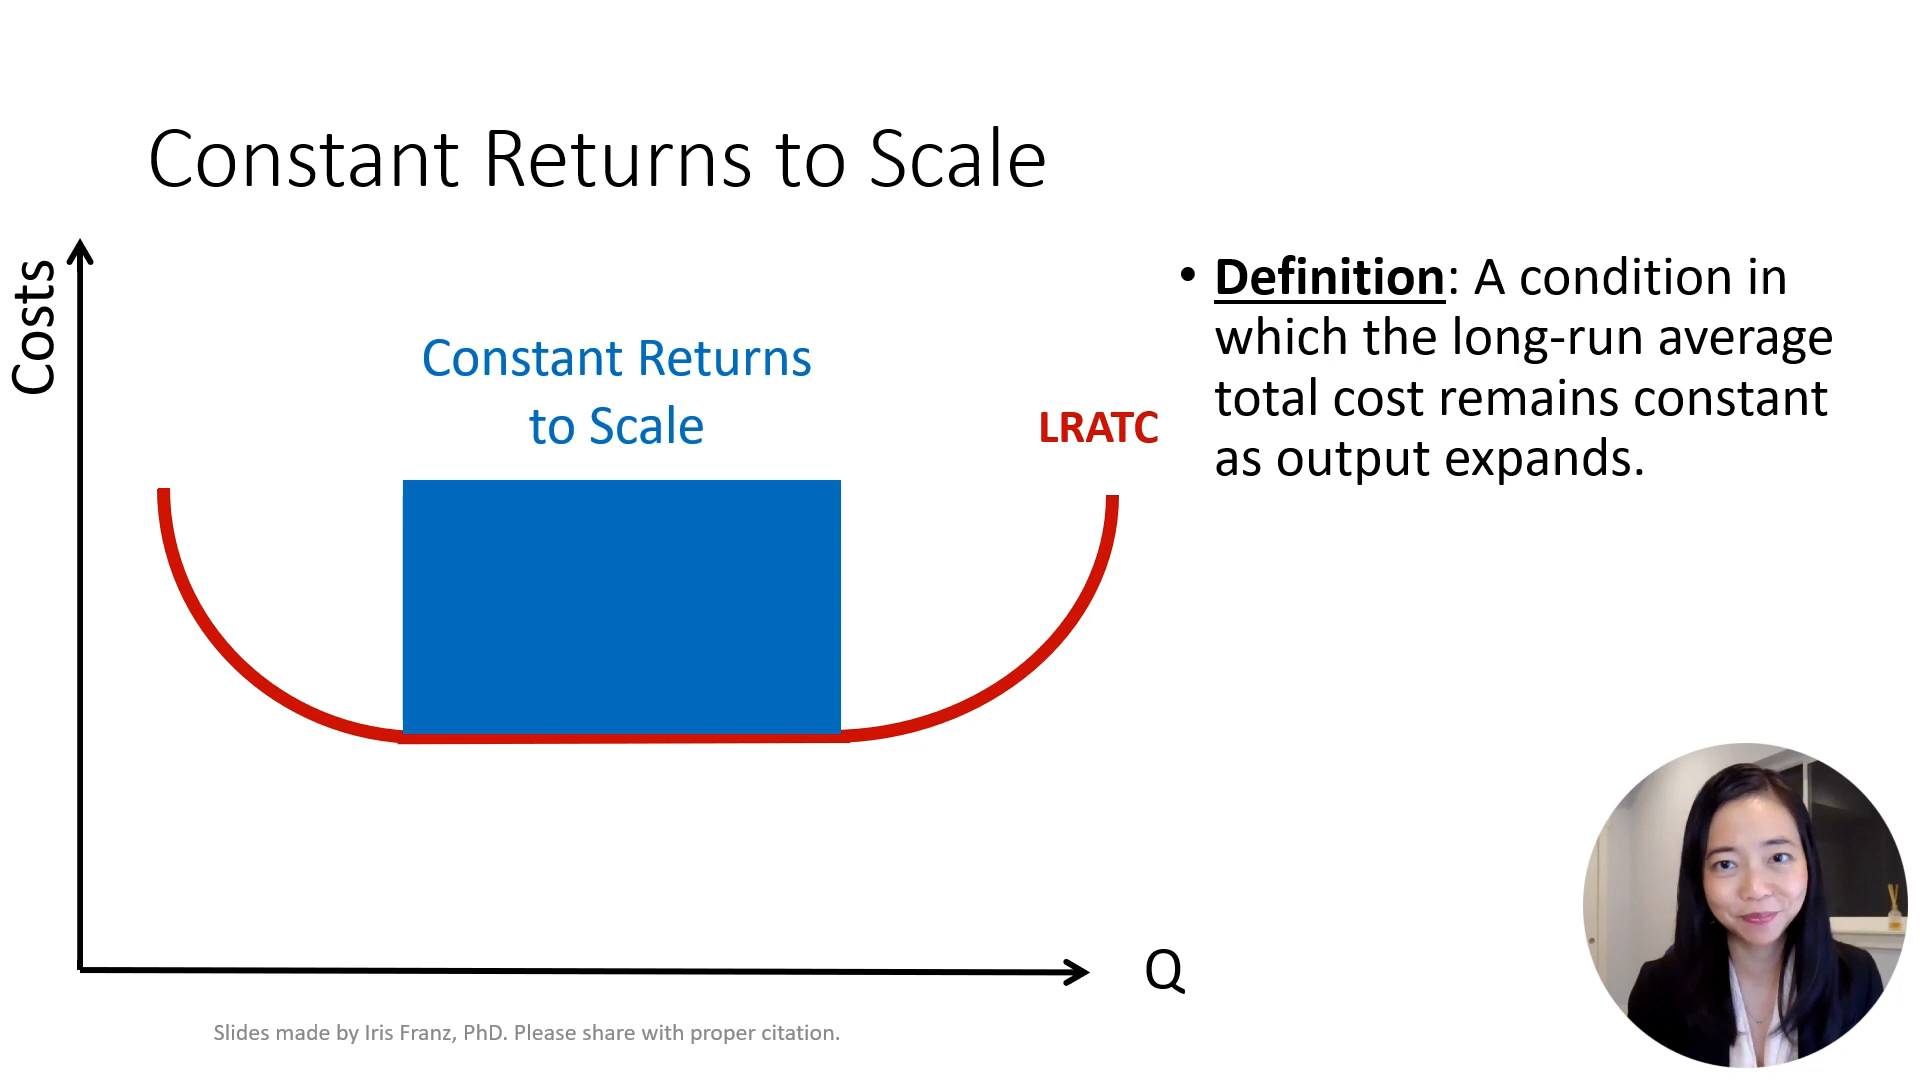 Constant Returns to Scale
Costs
Constant Returns
to Scale
LRATC
Q
• Definition: A condition in
which the long-run average
total cost remains constant
as output expands.
Slides made by Iris Franz, PhD. Please share with proper citation.